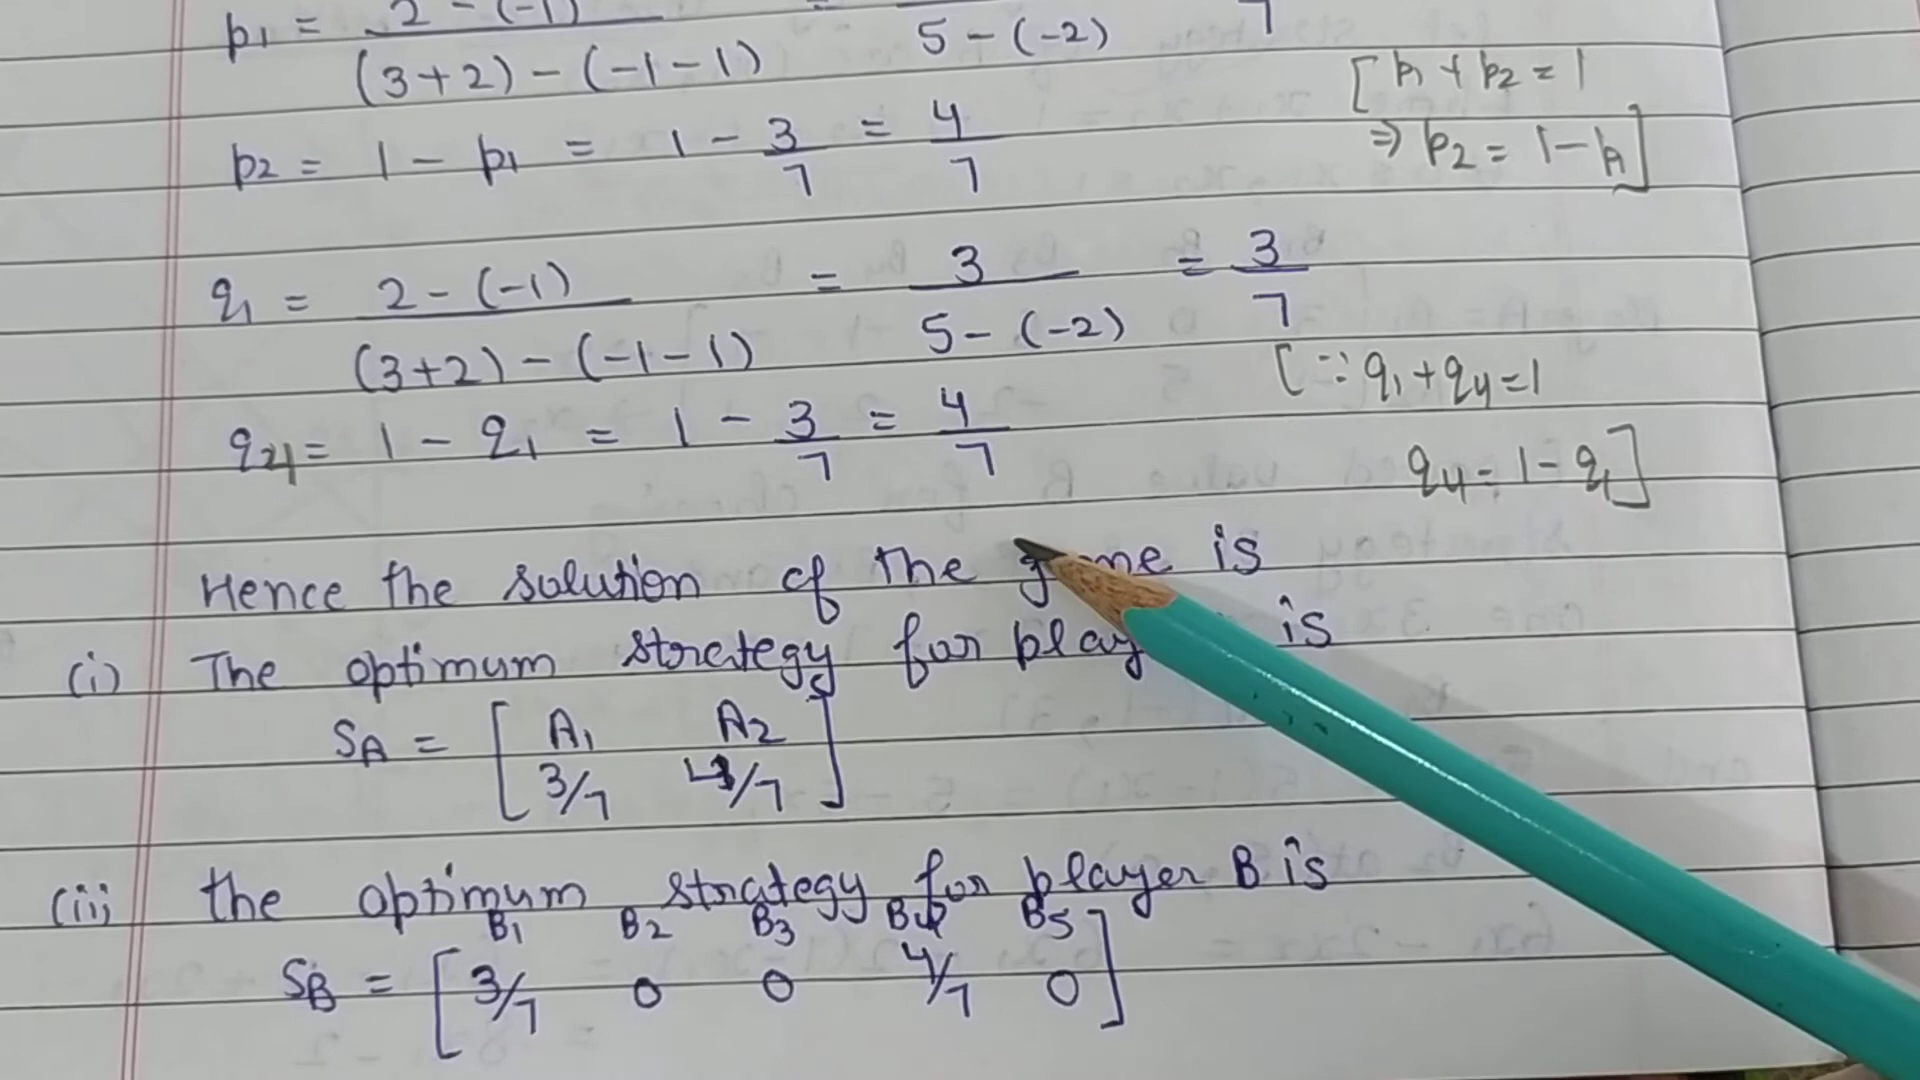 p1 = 2 - (-1) / (3+2) - (-1-1) = 5 - (-2) 7
[p1 + p2 = 1
p2 = 1 - p1 = 1 - 3/7 = 4/7
⇒ p2 = 1 - p1]
q1 = 2 - (-1) / (3+2) - (-1-1) = 3 / 5 - (-2) = 3/7
[∵ q1 + q4 = 1
q4 = 1 - q1 = 1 - 3/7 = 4/7
q4 = 1 - q1]
Hence the solution of the is
(i) The optimum strategy for is
SA = [A1 A2
3/7 4/7]
(ii) the optimum strategy for player B is
B1 B2 B3 B4 B5
SB = [3/7 0 0 4/7 0]